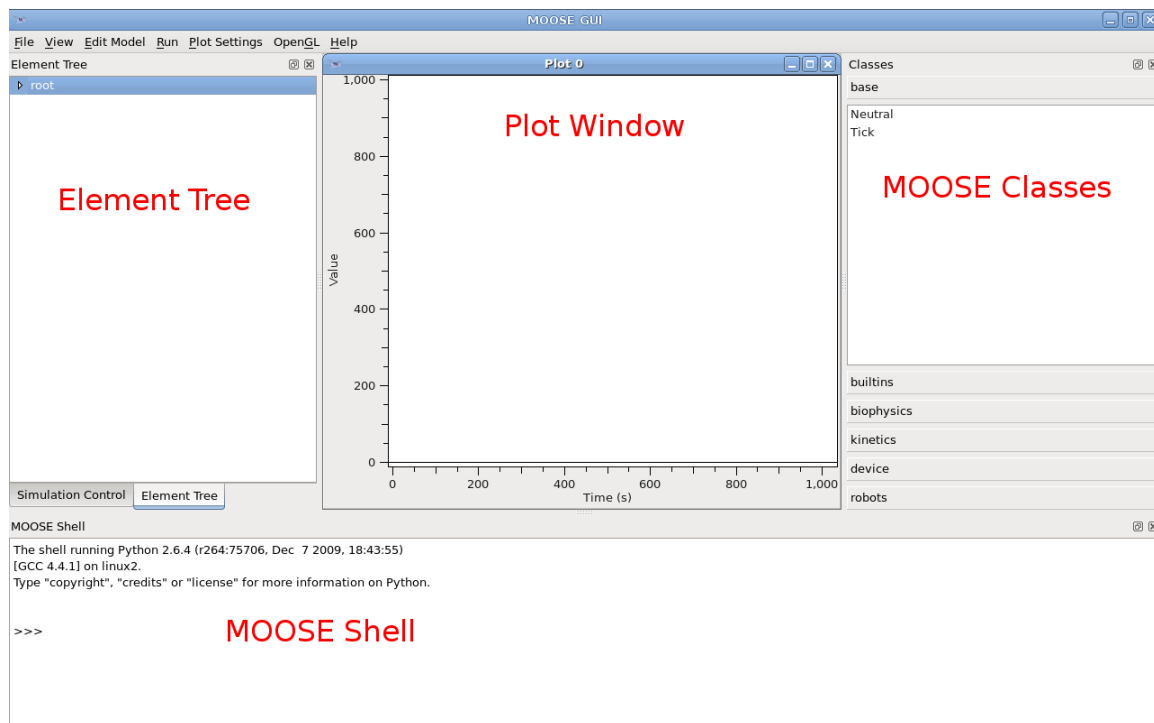 MOOSE GUI
File View Edit Model Run Plot Settings OpenGL Help
Element Tree
root
Element Tree
Simulation Control Element Tree
Plot 0
Plot Window
1,000
800
600
400
200
0
Value
0 200 400 600 800 1,000
Time (s)
Classes
base
Neutral
Tick
MOOSE Classes
builtins
biophysics
kinetics
device
robots
MOOSE Shell
The shell running Python 2.6.4 (r264:75706, Dec  7 2009, 18:43:55)
[GCC 4.4.1] on linux2.
Type "copyright", "credits" or "license" for more information on Python.
>>>
MOOSE Shell